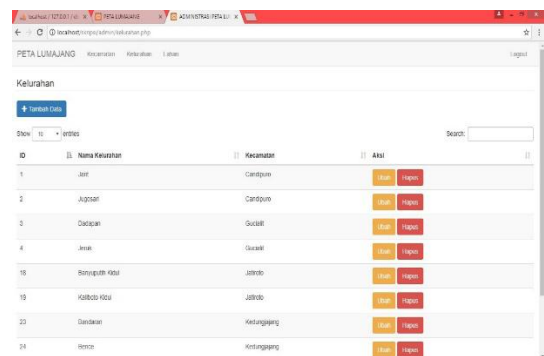 localhost / 127.0.0.1 / PETA LUMAJANG ADMINISTRASI PETA LU
localhost/simpo/admin/kelurahan.php
PETA LUMAJANG Kecamatan Kelurahan Lahan Logout
Kelurahan
+ Tambah Data
Show 10 entries Search:
ID Nama Kelurahan Kecamatan Aksi
1 Candipuro Ubah Hapus
2 Jugosari Candipuro Ubah Hapus
3 Dadapan Gucialit Ubah Hapus
4 Jeruk Gucialit Ubah Hapus
18 Banyuputih Kidul Jatiroto Ubah Hapus
19 Kaliboto Kidul Jatiroto Ubah Hapus
23 Bandaran Kedungjajang Ubah Hapus
24 Bence Kedungjajang Ubah Hapus